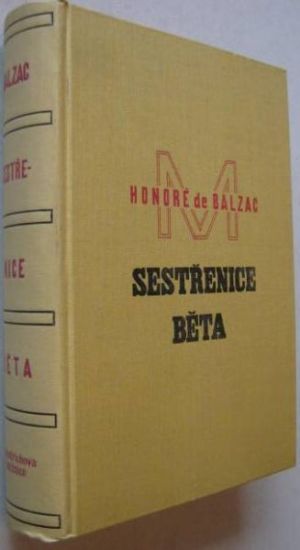 BALZAC
SESTŘE-
NICE
BĚTA
M
HONORÉ de BALZAC
SESTŘENICE
BĚTA